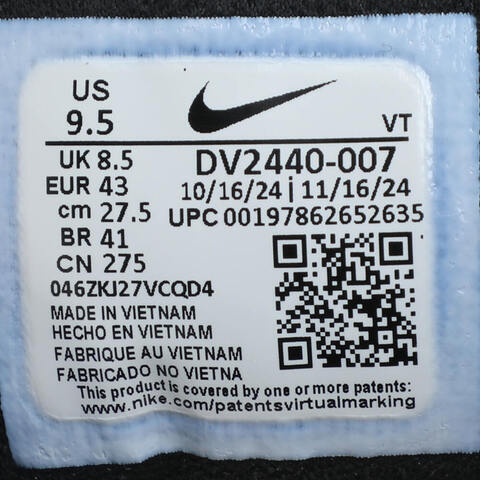 US
9.5
VT
UK 8.5
DV2440-007
EUR 43
10/16/24 | 11/16/24
cm 27.5
UPC 00197862652635
BR 41
CN 275
046ZKJ27VCQD4
MADE IN VIETNAM
HECHO EN VIETNAM
FABRIQUE AU VIETNAM
FABRICADO NO VIETNA
This product is covered by one or more patents:
www.nike.com/patentsvirtualmarking